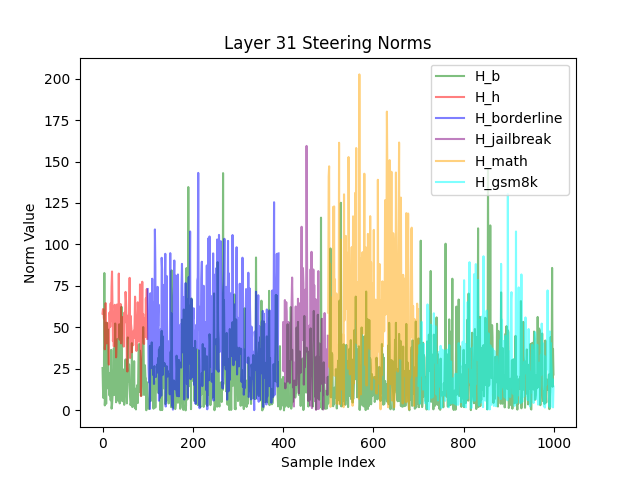 Layer 31 Steering Norms
200
175
150
125
100
75
50
25
0
Norm Value
H_b
H_h
H_borderline
H_jailbreak
H_math
H_gsm8k
0
200
400
600
800
1000
Sample Index